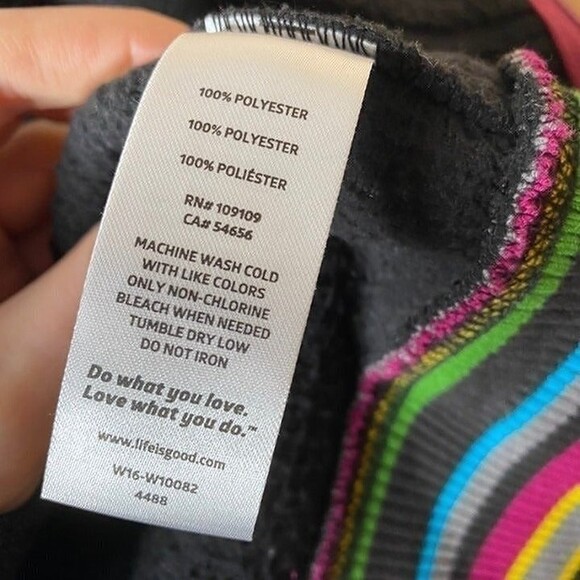 100% POLYESTER
100% POLYESTER
100% POLIÉSTER
RN# 109109
CA# 54656
MACHINE WASH COLD
WITH LIKE COLORS
ONLY NON-CHLORINE
BLEACH WHEN NEEDED
TUMBLE DRY LOW
DO NOT IRON
Do what you love.
Love what you do.™
www.lifeisgood.com
W16-W10082
4488